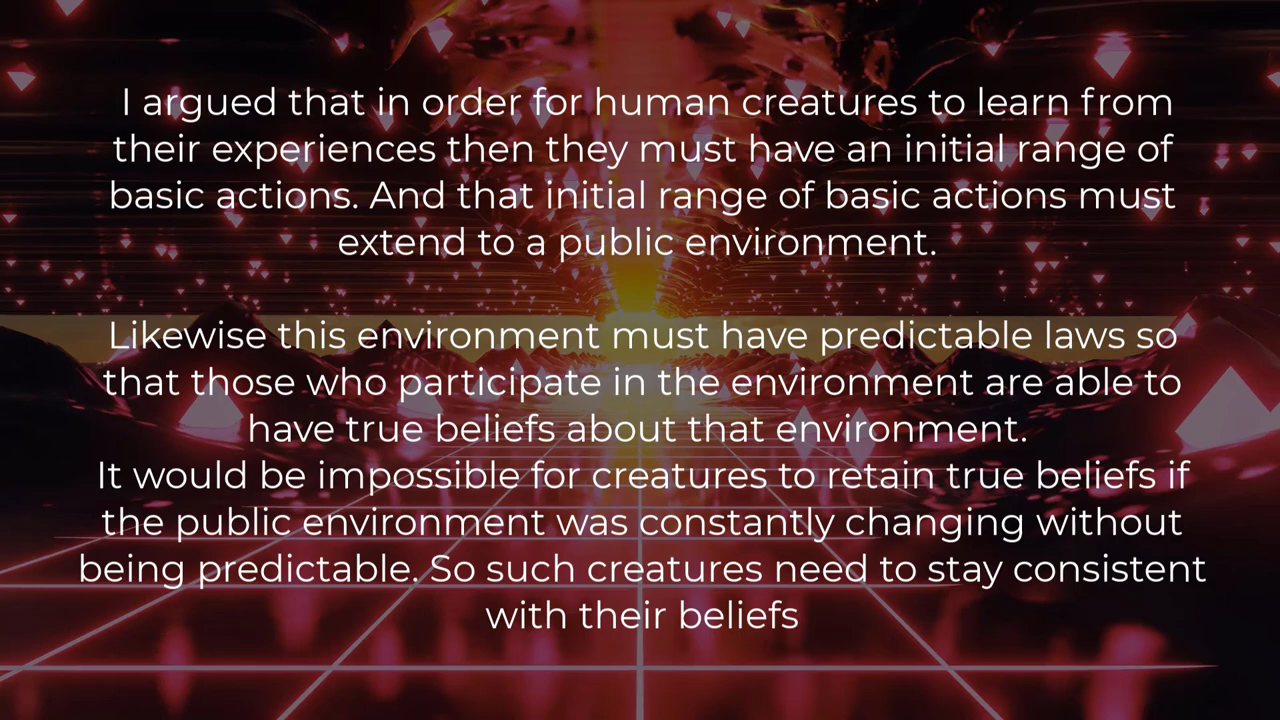 I argued that in order for human creatures to learn from
their experiences then they must have an initial range of
basic actions. And that initial range of basic actions must
extend to a public environment.
Likewise this environment must have predictable laws so
that those who participate in the environment are able to
have true beliefs about that environment.
It would be impossible for creatures to retain true beliefs if
the public environment was constantly changing without
being predictable. So such creatures need to stay consistent
with their beliefs